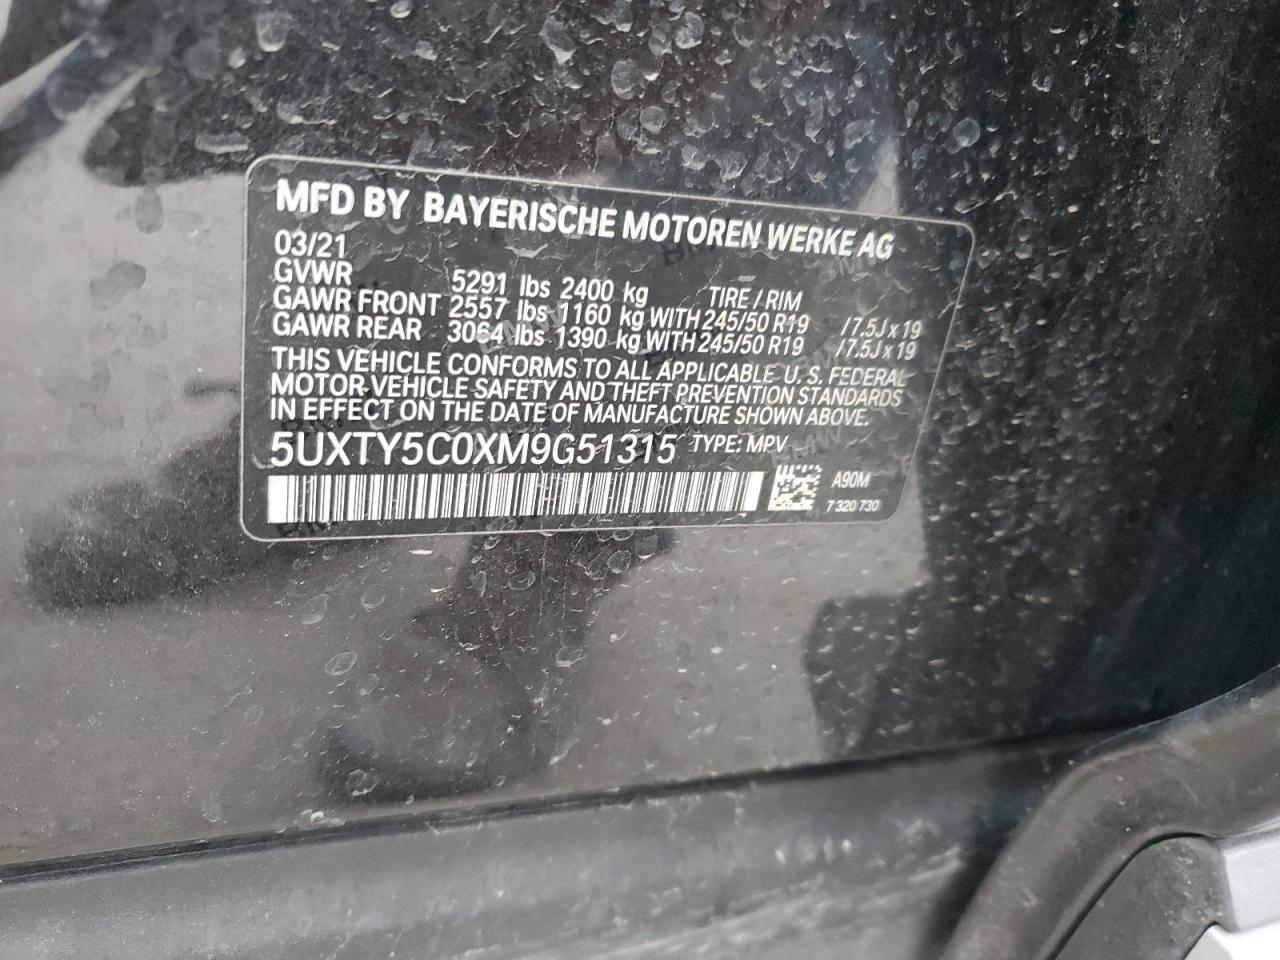 MFD BY BAYERISCHE MOTOREN WERKE AG
03/21
GVWR 5291 lbs 2400 kg TIRE / RIM
GAWR FRONT 2557 lbs 1160 kg WITH 245/50 R19 / 7.5J x 19
GAWR REAR 3064 lbs 1390 kg WITH 245/50 R19 / 7.5J x 19
THIS VEHICLE CONFORMS TO ALL APPLICABLE U. S. FEDERAL
MOTOR-VEHICLE SAFETY AND THEFT PREVENTION STANDARDS
IN EFFECT ON THE DATE OF MANUFACTURE SHOWN ABOVE.
5UXTY5C0XM9G51315 TYPE: MPV
A90M
7 320 730